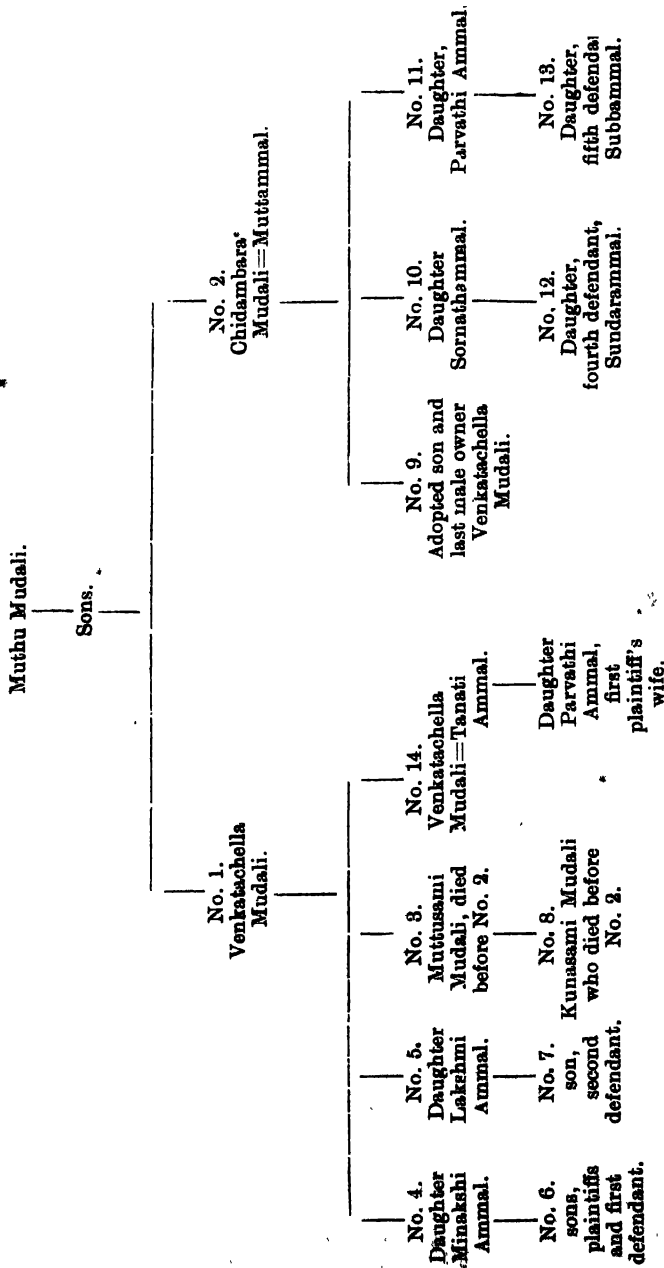 Muthu Mudali.
Sons.
No. 1.
Venkatachella
Mudali.
No. 2.
Chidambara
Mudali=Muttammal.
No. 4.
Daughter
Minakshi
Ammal.
No. 5.
Daughter
Lakshmi
Ammal.
No. 3.
Muttusami
Mudali, died
before No. 2.
No. 14.
Venkatachella
Mudali=Tanati
Ammal.
No. 9.
Adopted son and
last male owner
Venkatachella
Mudali.
No. 10.
Daughter
Sornathammal.
No. 11.
Daughter,
Parvathi Ammal.
No. 6.
sons,
plaintiffs
and first
defendant.
No. 7.
son,
second
defendant.
No. 8.
Kunasami Mudali
who died before
No. 2.
Daughter
Parvathi
Ammal,
first
plaintiff's
wife.
No. 12.
Daughter,
fourth defendant,
Sundarammal.
No. 13.
Daughter,
fifth defenda
Subbammal.